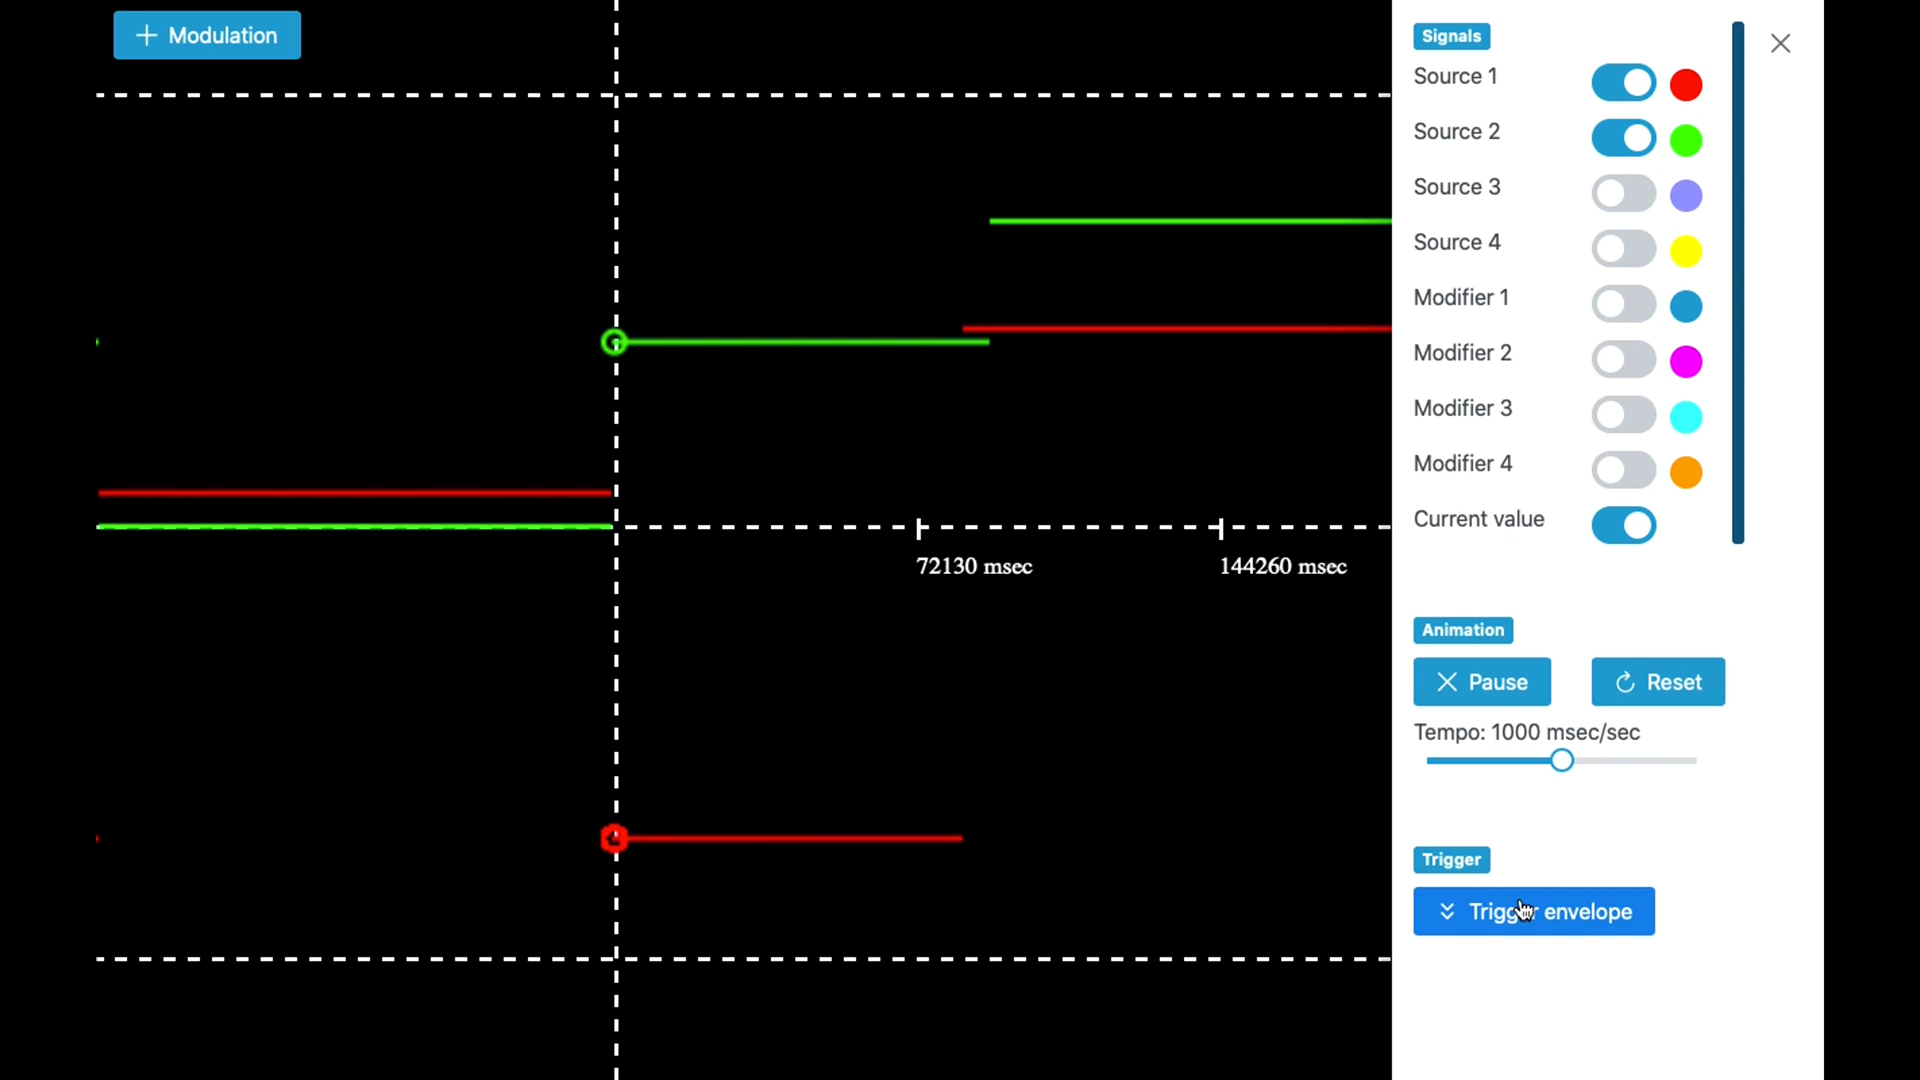 Modulation
Signals
Source 1
Source 2
Source 3
Source 4
Modifier 1
Modifier 2
Modifier 3
Modifier 4
Current value
72130 msec
144260 msec
Animation
Pause
Reset
Tempo: 1000 msec/sec
Trigger
Trigger envelope